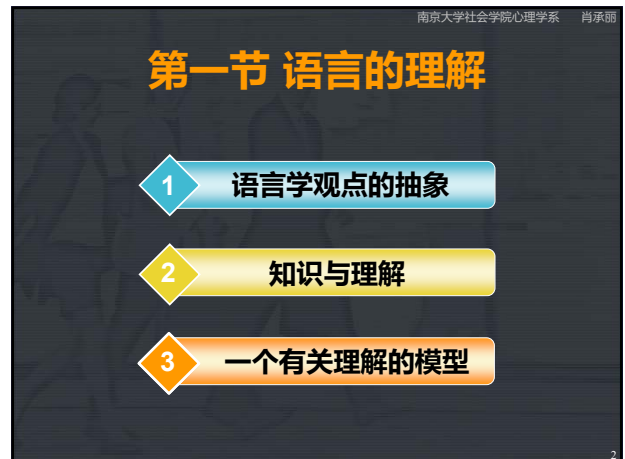 南京大学社会学院心理学系 肖承丽
第一节 语言的理解
1 语言学观点的抽象
2 知识与理解
3 一个有关理解的模型
2